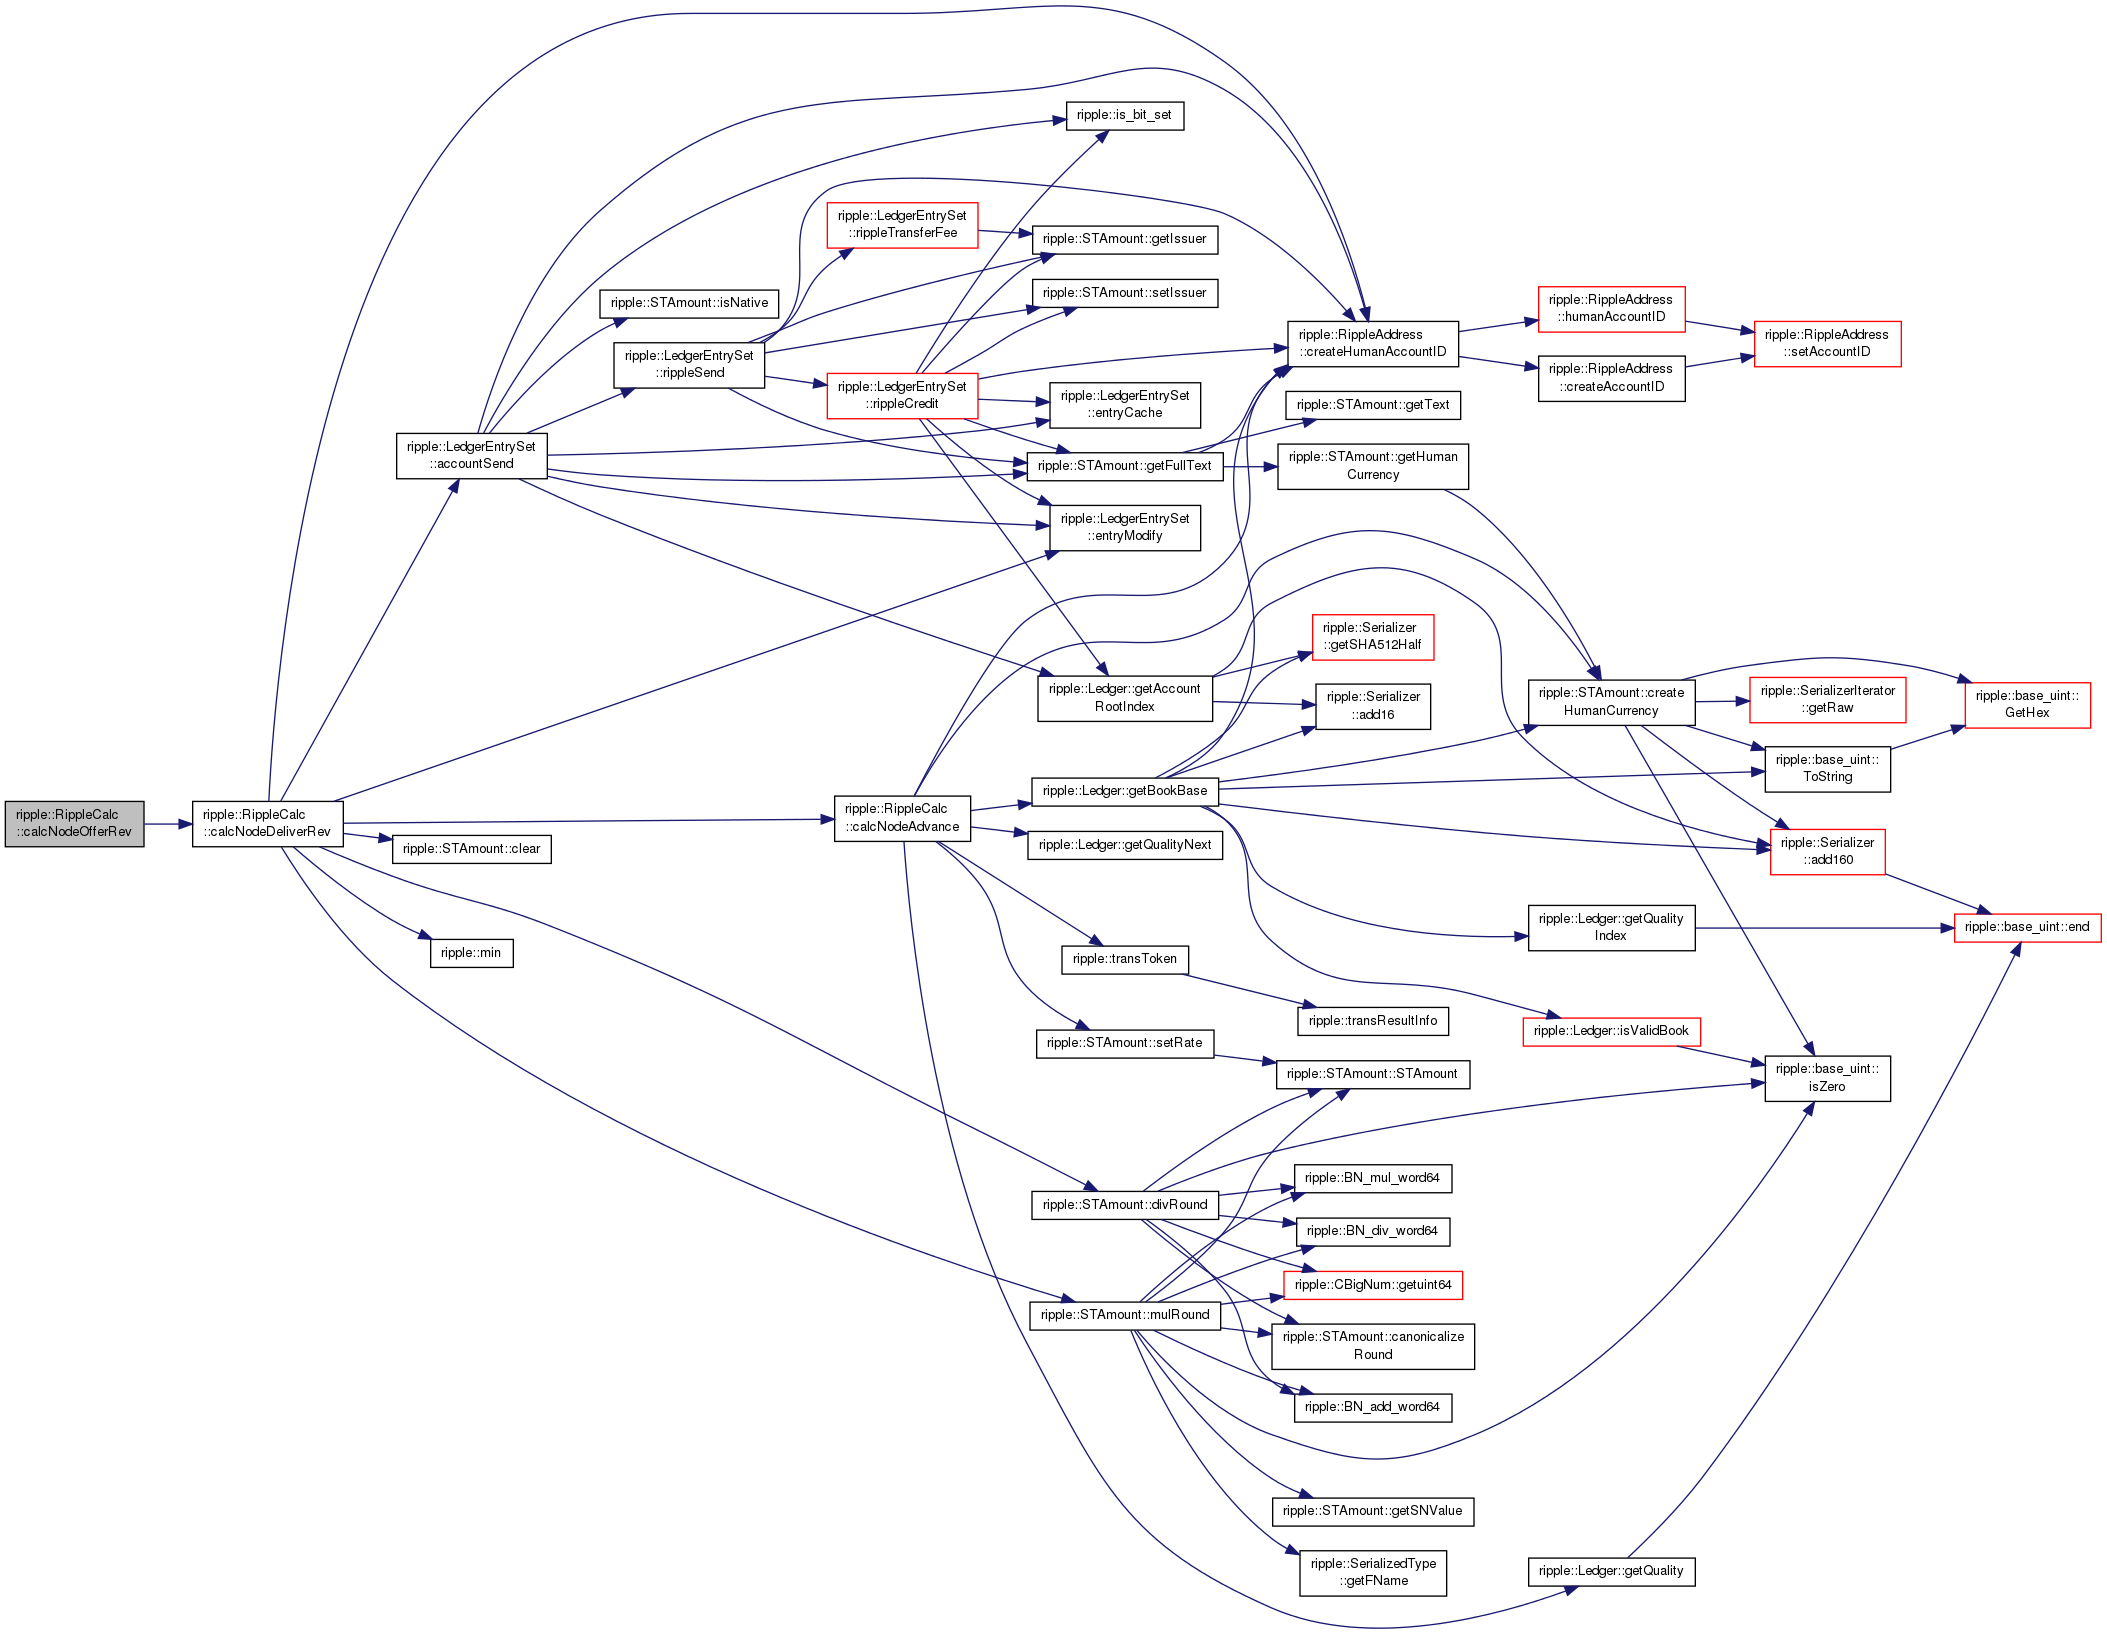 ripple::RippleCalc
::calcNodeOfferRev
ripple::RippleCalc
::calcNodeDeliverRev
ripple::LedgerEntrySet
::accountSend
ripple::STAmount::clear
ripple::min
ripple::STAmount::isNative
ripple::LedgerEntrySet
::rippleSend
ripple::LedgerEntrySet
::rippleTransferFee
ripple::LedgerEntrySet
::rippleCredit
ripple::RippleCalc
::calcNodeAdvance
ripple::is_bit_set
ripple::STAmount::getIssuer
ripple::STAmount::setIssuer
ripple::LedgerEntrySet
::entryCache
ripple::STAmount::getFullText
ripple::LedgerEntrySet
::entryModify
ripple::Ledger::getAccount
RootIndex
ripple::Ledger::getBookBase
ripple::Ledger::getQualityNext
ripple::transToken
ripple::STAmount::setRate
ripple::STAmount::divRound
ripple::STAmount::mulRound
ripple::RippleAddress
::createHumanAccountID
ripple::STAmount::getText
ripple::STAmount::getHuman
Currency
ripple::Serializer
::getSHA512Half
ripple::Serializer
::add16
ripple::transResultInfo
ripple::STAmount::STAmount
ripple::BN_mul_word64
ripple::BN_div_word64
ripple::CBigNum::getuint64
ripple::STAmount::canonicalize
Round
ripple::BN_add_word64
ripple::STAmount::getSNValue
ripple::SerializedType
::getFName
ripple::RippleAddress
::humanAccountID
ripple::RippleAddress
::createAccountID
ripple::STAmount::create
HumanCurrency
ripple::Ledger::getQuality
Index
ripple::Ledger::isValidBook
ripple::Ledger::getQuality
ripple::RippleAddress
::setAccountID
ripple::SerializerIterator
::getRaw
ripple::base_uint::
ToString
ripple::Serializer
::add160
ripple::base_uint::
isZero
ripple::base_uint::
GetHex
ripple::base_uint::end